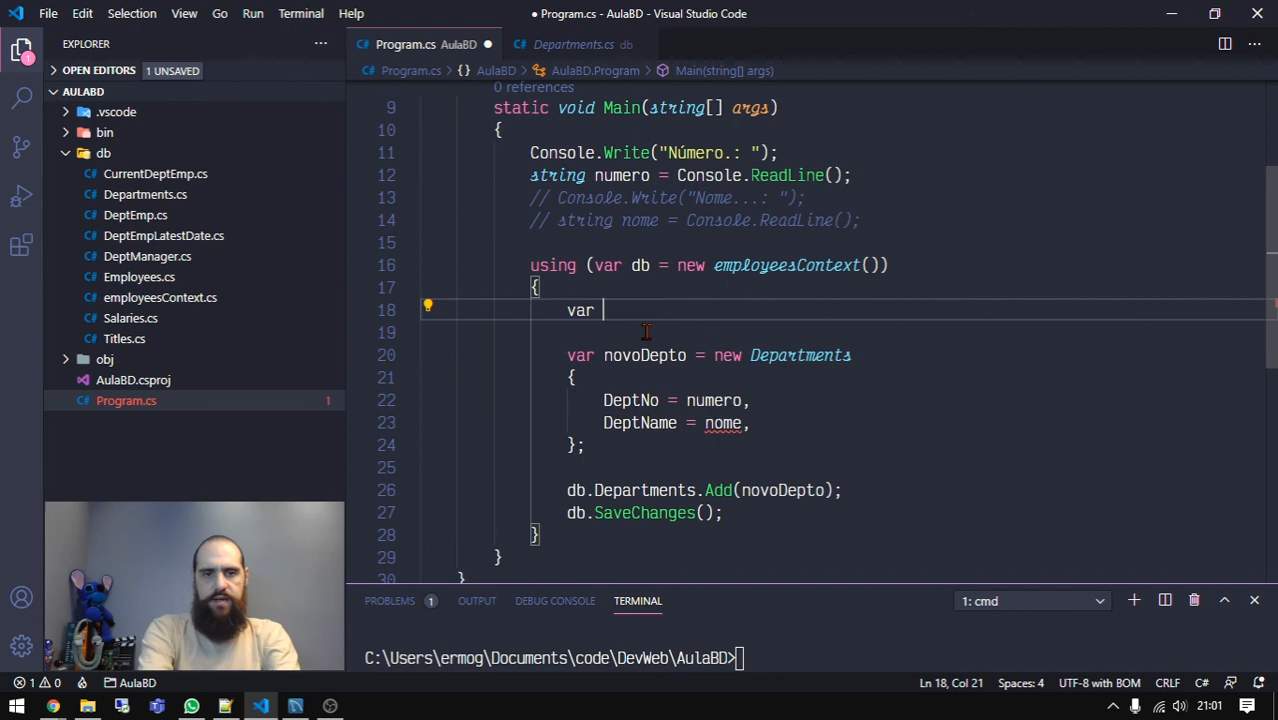 File Edit Selection View Go Run Terminal Help
● Program.cs - AulaBD - Visual Studio Code
EXPLORER
OPEN EDITORS 1 UNSAVED
AULABD
.vscode
bin
db
CurrentDeptEmp.cs
Departments.cs
DeptEmp.cs
DeptEmpLatestDate.cs
DeptManager.cs
Employees.cs
employeesContext.cs
Salaries.cs
Titles.cs
obj
AulaBD.csproj
Program.cs 1
Program.cs AulaBD ●
Departments.cs db
Program.cs > {} AulaBD > AulaBD.Program > Main(string[] args)
0 references
9 static void Main(string[] args)
10 {
11 Console.Write("Número.: ");
12 string numero = Console.ReadLine();
13 // Console.Write("Nome...: ");
14 // string nome = Console.ReadLine();
15
16 using (var db = new employeesContext())
17 {
18 var
19
20 var novoDepto = new Departments
21 {
22 DeptNo = numero,
23 DeptName = nome,
24 };
25
26 db.Departments.Add(novoDepto);
27 db.SaveChanges();
28 }
29 }
30 }
PROBLEMS 1 OUTPUT DEBUG CONSOLE TERMINAL 1: cmd
C:\Users\ermog\Documents\code\DevWeb\AulaBD>
1 0 AulaBD Ln 18, Col 21 Spaces: 4 UTF-8 with BOM CRLF C#
21:01